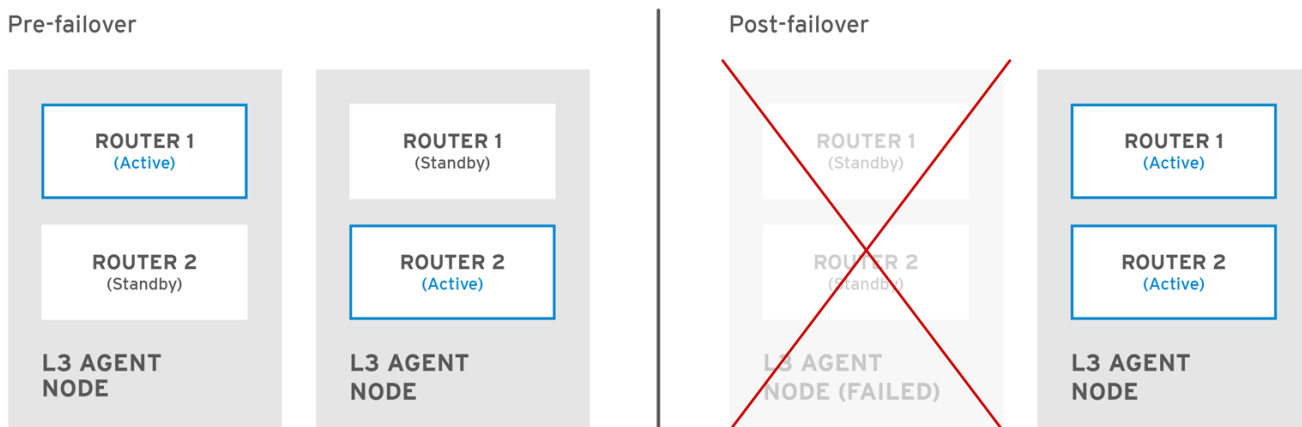 Pre-failover
ROUTER 1
(Active)
ROUTER 2
(Standby)
L3 AGENT
NODE
ROUTER 1
(Standby)
ROUTER 2
(Active)
L3 AGENT
NODE
Post-failover
ROUTER 1
(Standby)
ROUTER 2
(Standby)
L3 AGENT
NODE (FAILED)
ROUTER 1
(Active)
ROUTER 2
(Active)
L3 AGENT
NODE